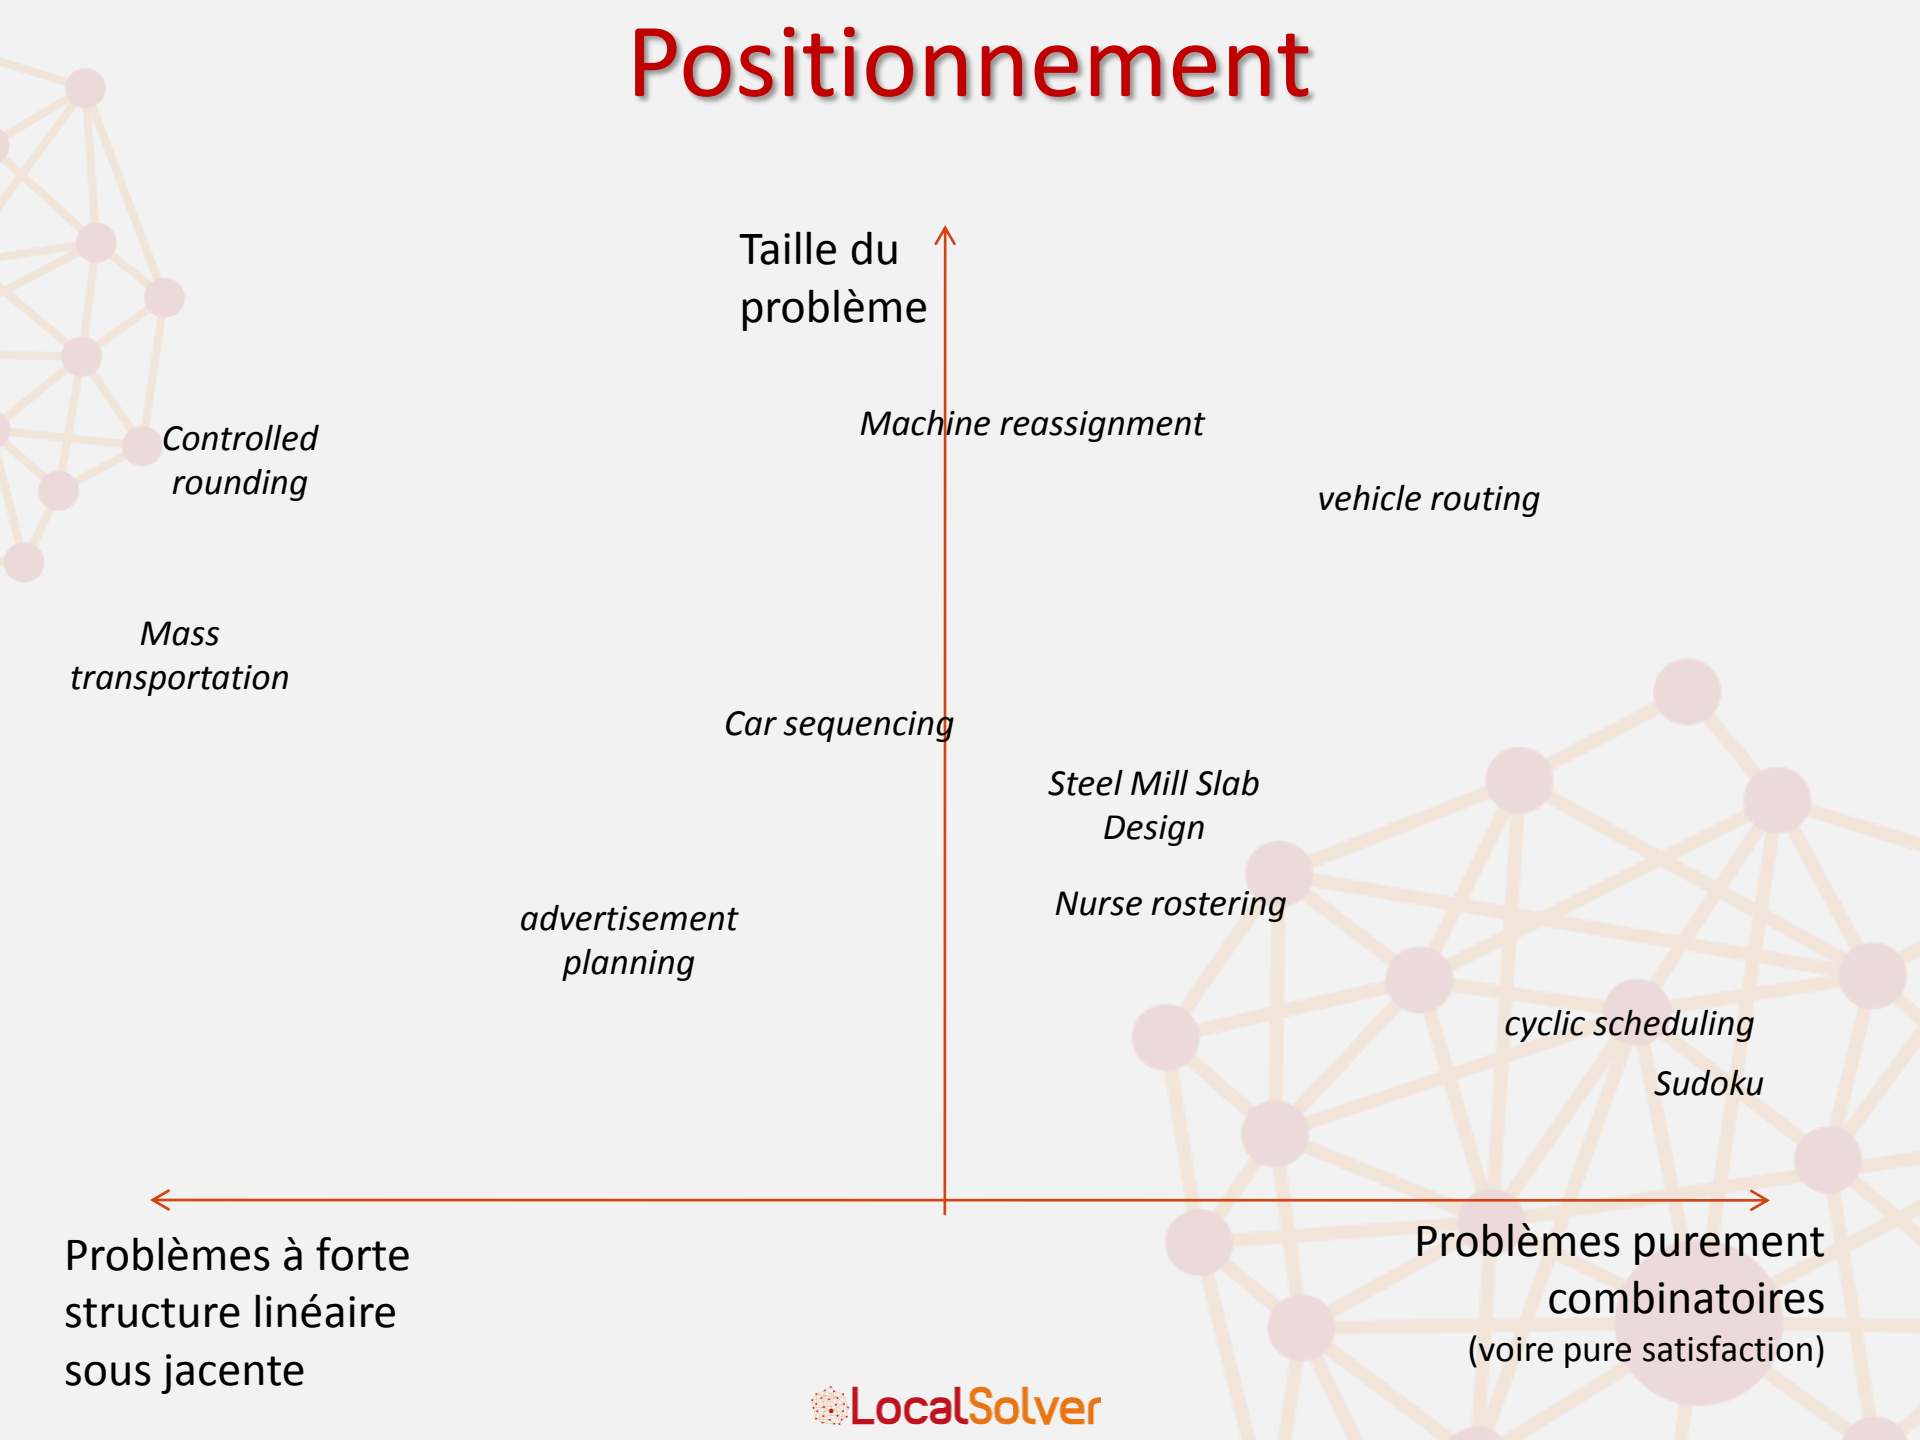 Positionnement
Taille du
problème
Machine reassignment
Controlled
rounding
vehicle routing
Mass
transportation
Car sequencing
Steel Mill Slab
Design
Nurse rostering
advertisement
planning
cyclic scheduling
Sudoku
Problèmes à forte
structure linéaire
sous jacente
Problèmes purement
combinatoires
(voire pure satisfaction)
LocalSolver